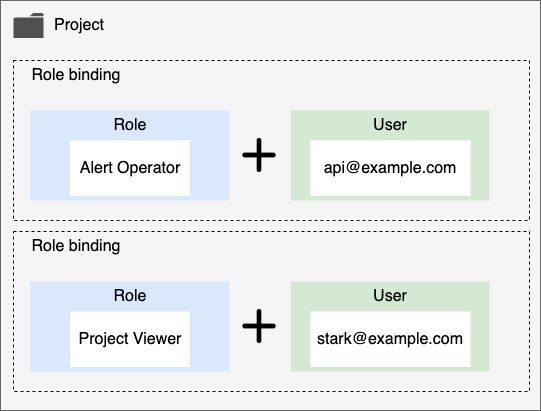 Project
Role binding
Role
User
Alert Operator
api@example.com
Role binding
Role
User
Project Viewer
stark@example.com